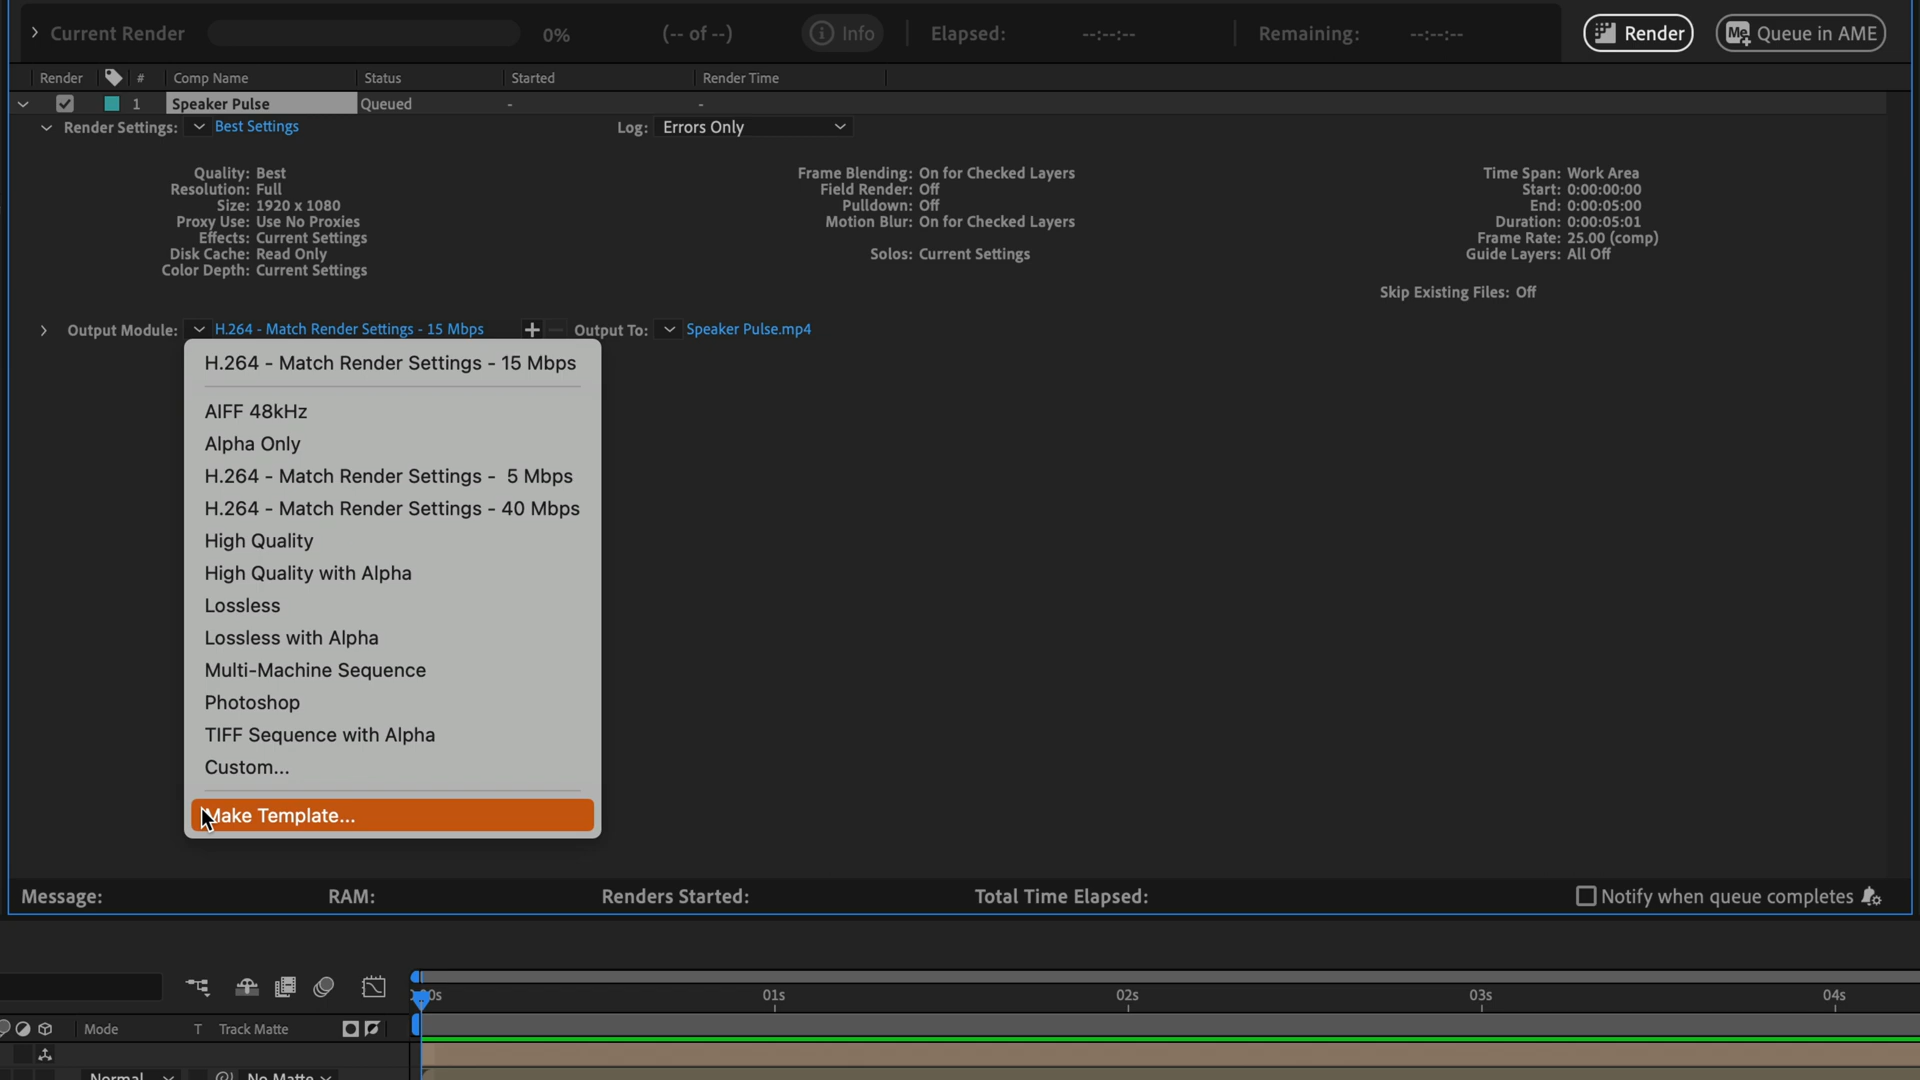 Current Render 0% (-- of --) Info Elapsed: --:--:-- Remaining: --:--:-- Render Me Queue in AME
Render # Comp Name Status Started Render Time
1 Speaker Pulse Queued - -
Render Settings: Best Settings Log: Errors Only
Quality: Best Frame Blending: On for Checked Layers Time Span: Work Area
Resolution: Full Field Render: Off Start: 0:00:00:00
Size: 1920 x 1080 Pulldown: Off End: 0:00:05:00
Proxy Use: Use No Proxies Motion Blur: On for Checked Layers Duration: 0:00:05:01
Effects: Current Settings Frame Rate: 25.00 (comp)
Disk Cache: Read Only Solos: Current Settings Guide Layers: All Off
Color Depth: Current Settings
Skip Existing Files: Off
Output Module: H.264 - Match Render Settings - 15 Mbps Output To: Speaker Pulse.mp4
H.264 - Match Render Settings - 15 Mbps
AIFF 48kHz
Alpha Only
H.264 - Match Render Settings - 5 Mbps
H.264 - Match Render Settings - 40 Mbps
High Quality
High Quality with Alpha
Lossless
Lossless with Alpha
Multi-Machine Sequence
Photoshop
TIFF Sequence with Alpha
Custom...
Make Template...
Message: RAM: Renders Started: Total Time Elapsed: Notify when queue completes
01s 02s 03s 04s
Mode T Track Matte
Normal No Matte